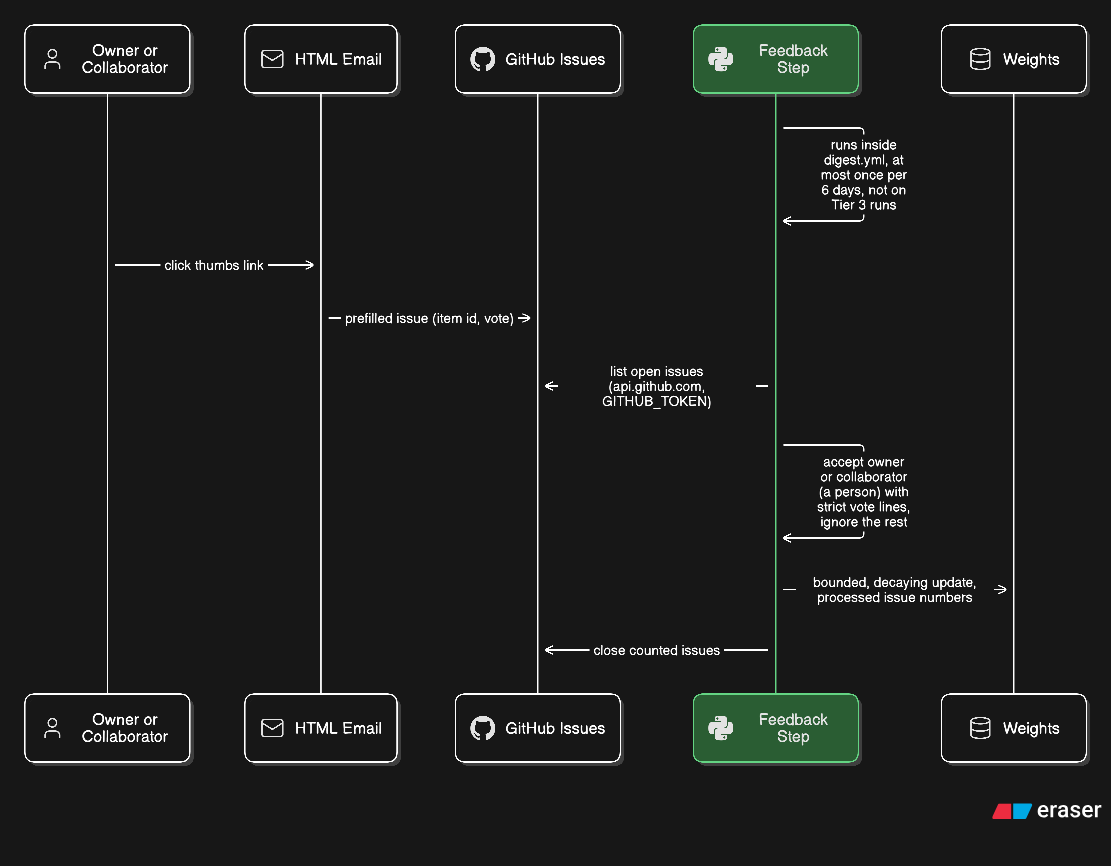 Owner or
Collaborator
HTML Email
GitHub Issues
Feedback
Step
Weights
runs inside
digest.yml, at
most once per
6 days, not on
Tier 3 runs
click thumbs link
prefilled issue (item id, vote)
list open issues
(api.github.com,
GITHUB_TOKEN)
accept owner
or collaborator
(a person) with
strict vote lines,
ignore the rest
bounded, decaying update,
processed issue numbers
close counted issues
Owner or
Collaborator
HTML Email
GitHub Issues
Feedback
Step
Weights
eraser